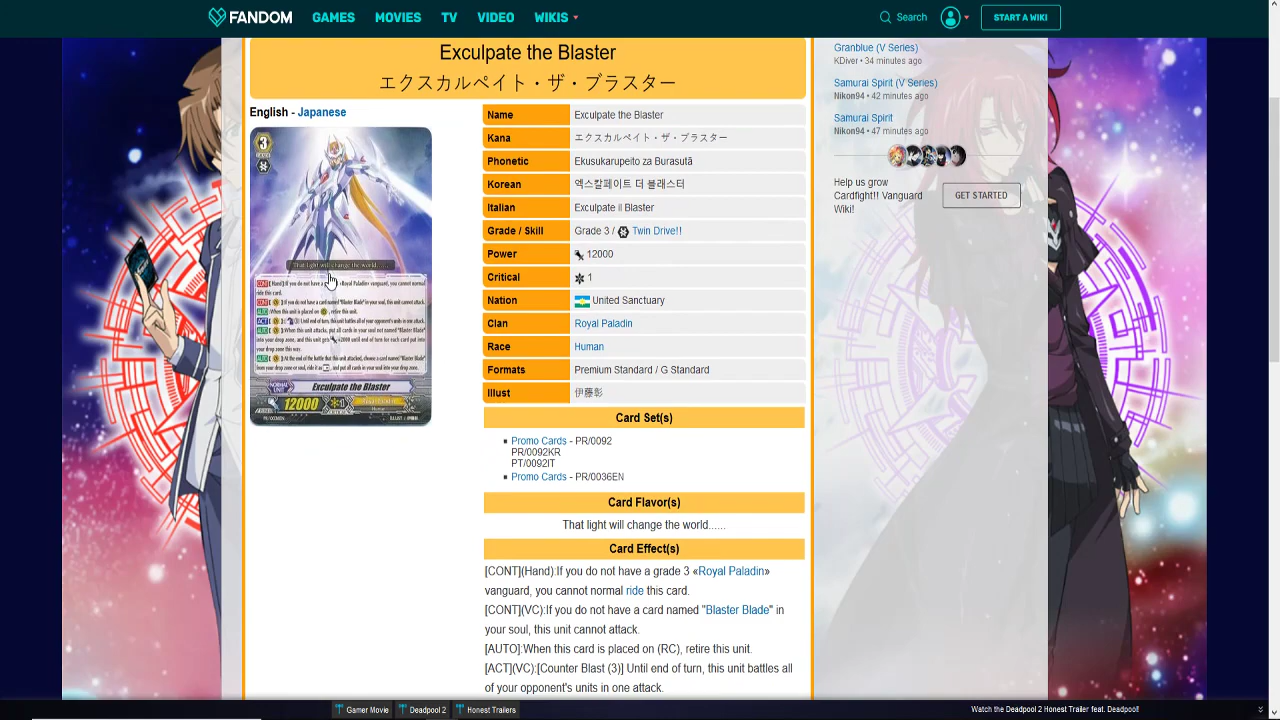 FANDOM GAMES MOVIES TV VIDEO WIKIS Search START A WIKI
Exculpate the Blaster
エクスカルペイト・ザ・ブラスター
English - Japanese
3
That light will change the world......
Exculpate the Blaster
12000
Name Exculpate the Blaster
Kana エクスカルペイト・ザ・ブラスター
Phonetic Ekusukarupeito za Burasutā
Korean 엑스칼페이트 더 블래스터
Italian Exculpate il Blaster
Grade / Skill Grade 3 / Twin Drive!!
Power 12000
Critical 1
Nation United Sanctuary
Clan Royal Paladin
Race Human
Formats Premium Standard / G Standard
Illust 伊藤彰
Card Set(s)
Promo Cards - PR/0092
PR/0092KR
PT/0092IT
Promo Cards - PR/0036EN
Card Flavor(s)
That light will change the world......
Card Effect(s)
[CONT](Hand):If you do not have a grade 3 «Royal Paladin»
vanguard, you cannot normal ride this card.
[CONT](VC):If you do not have a card named "Blaster Blade" in
your soul, this unit cannot attack.
[AUTO]:When this card is placed on (RC), retire this unit.
[ACT](VC):[Counter Blast (3)] Until end of turn, this unit battles all
of your opponent's units in one attack.
Granblue (V Series)
KDiver • 34 minutes ago
Samurai Spirit (V Series)
Nikon94 • 42 minutes ago
Samurai Spirit
Nikon94 • 47 minutes ago
Help us grow
Cardfight!! Vanguard
Wiki!
GET STARTED
Gamer Movie Deadpool 2 Honest Trailers Watch the Deadpool 2 Honest Trailer feat. Deadpool!